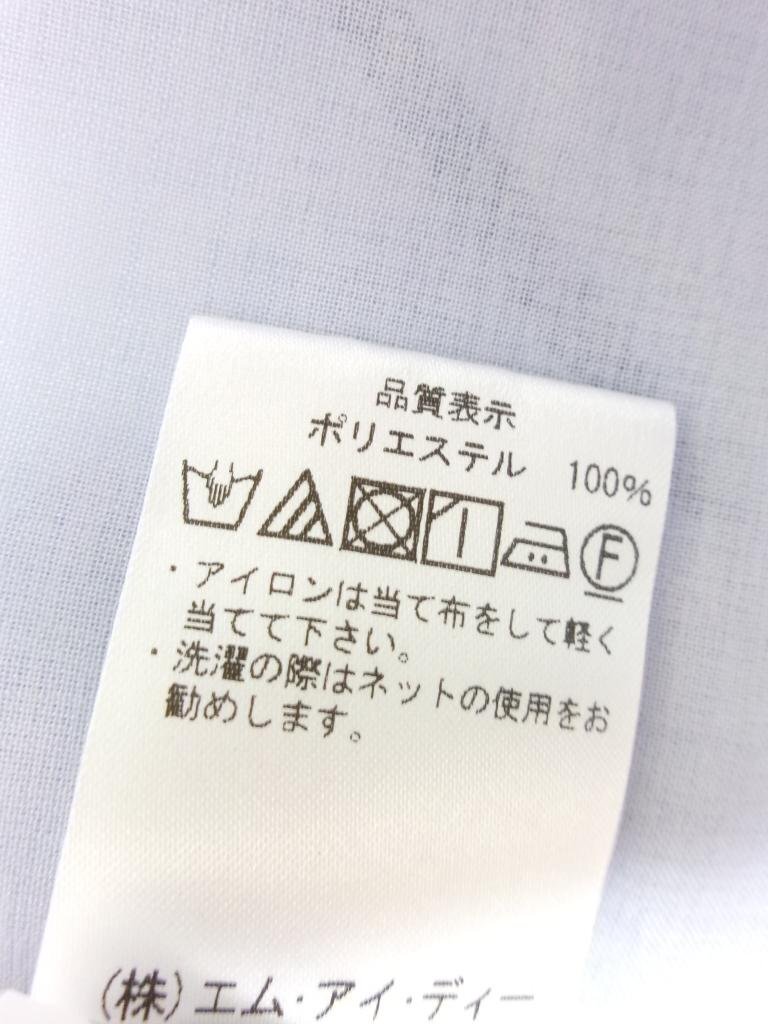 品質表示
ポリエステル 100%
F
・アイロンは当て布をして軽く
当てて下さい。
・洗濯の際はネットの使用をお
勧めします。
(株)エム・アイ・ディー